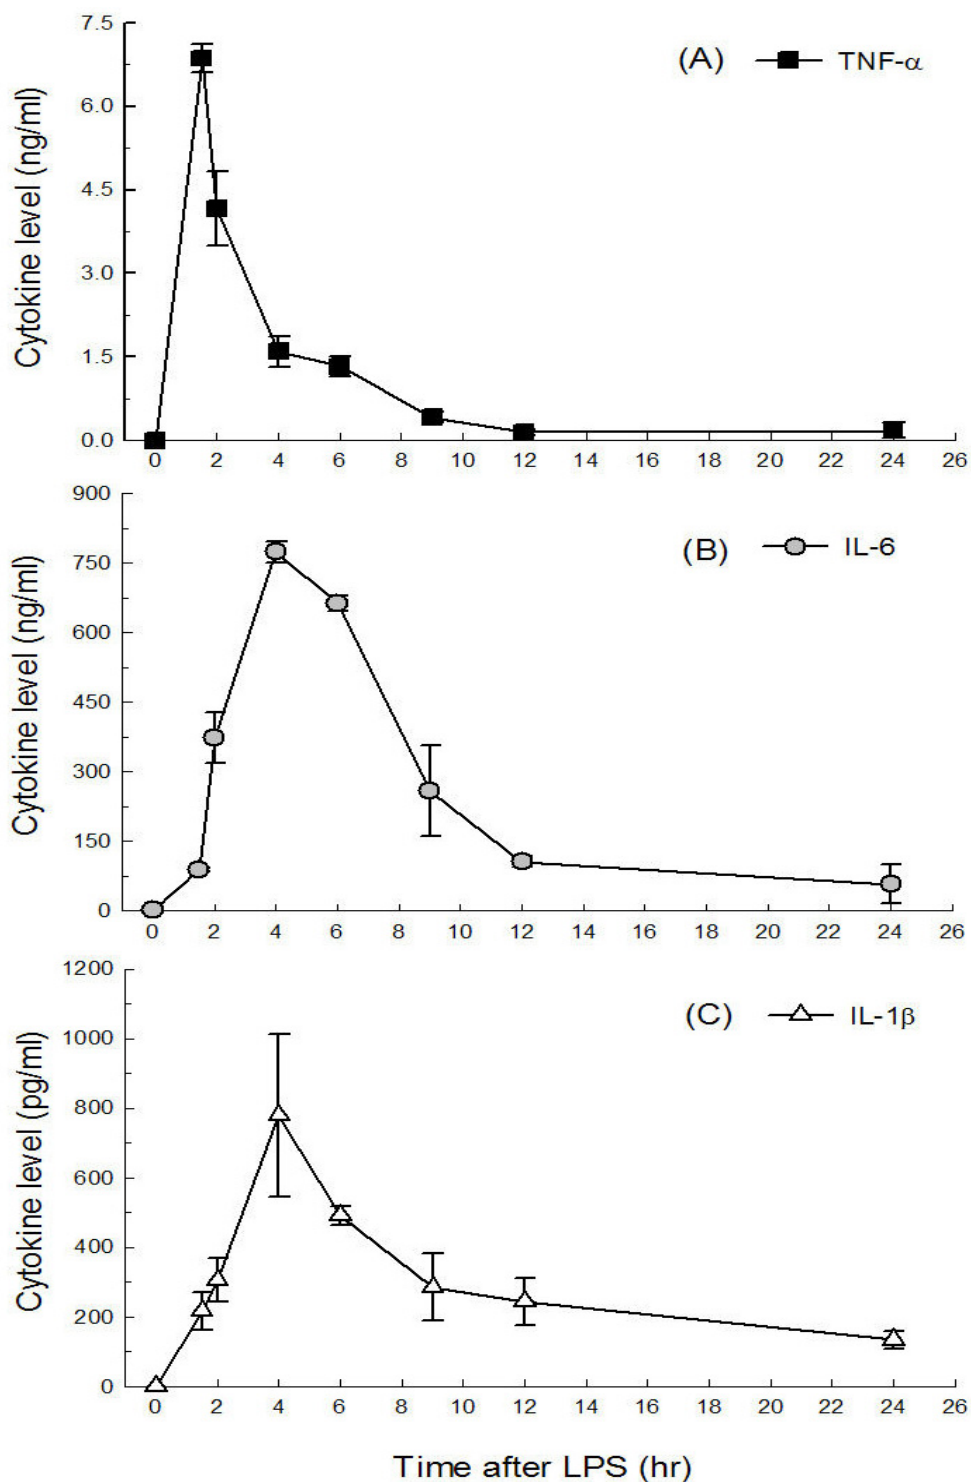 (A) TNF-α
Cytokine level (ng/ml)
7.5
6.0
4.5
3.0
1.5
0.0
0 2 4 6 8 10 12 14 16 18 20 22 24 26
(B) IL-6
Cytokine level (ng/ml)
900
750
600
450
300
150
0
0 2 4 6 8 10 12 14 16 18 20 22 24 26
(C) IL-1β
Cytokine level (pg/ml)
1200
1000
800
600
400
200
0
0 2 4 6 8 10 12 14 16 18 20 22 24 26
Time after LPS (hr)